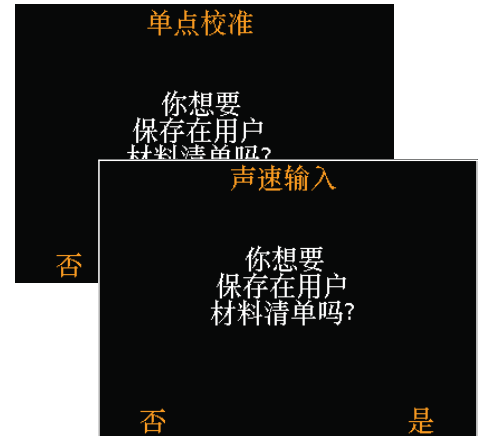 单点校准
你想要
保存在用户
材料清单吗?
否
声速输入
你想要
保存在用户
材料清单吗?
否
是